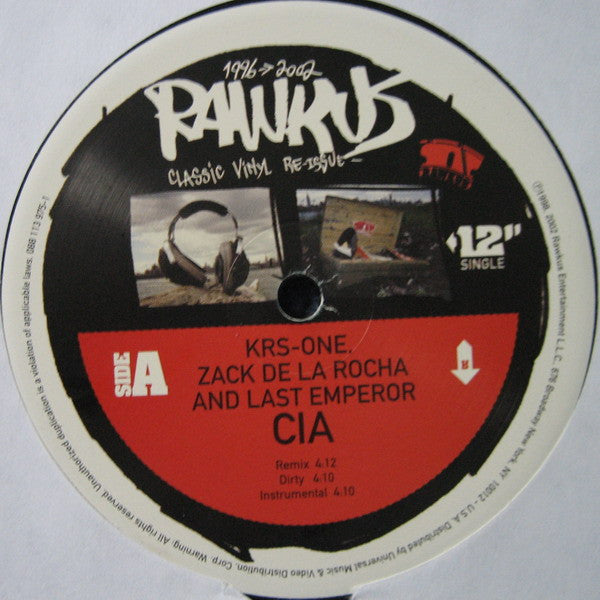 1996→2002
RAWKUS
CLASSIC VINYL RE-ISSUE
RAWKUS
12"
SINGLE
SIDE A
KRS-ONE.
ZACK DE LA ROCHA
AND LAST EMPEROR
CIA
Remix 4:12
Dirty 4:10
Instrumental 4:10
Ⓟ1998, 2002 Rawkus Entertainment L.L.C. 676 Broadway New York, NY 10012 - U.S.A. Distributed by Universal Music & Video Distribution, Corp. Warning: All rights reserved. Unauthorized duplication is a violation of applicable laws. 088 113 975-1